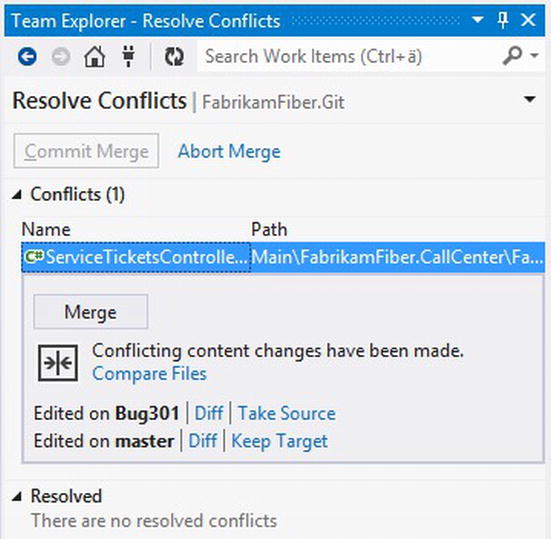 Team Explorer - Resolve Conflicts
Search Work Items (Ctrl+ä)
Resolve Conflicts | FabrikamFiber.Git
Commit Merge Abort Merge
Conflicts (1)
Name Path
C# ServiceTicketsControlle... Main\FabrikamFiber.CallCenter\Fa...
Merge
Conflicting content changes have been made.
Compare Files
Edited on Bug301 | Diff | Take Source
Edited on master | Diff | Keep Target
Resolved
There are no resolved conflicts